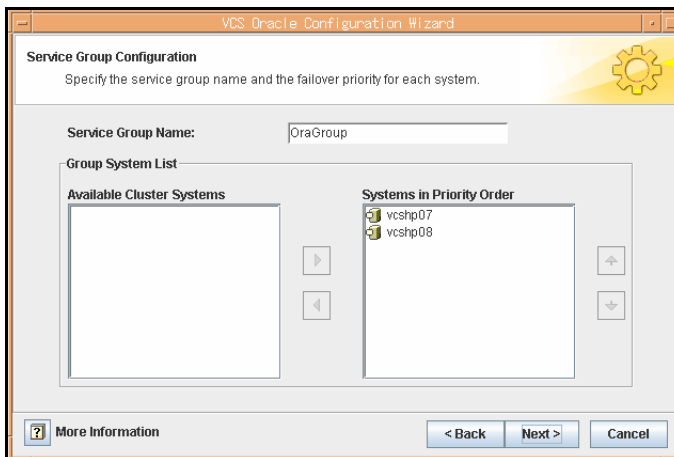 VCS Oracle Configuration Wizard
Service Group Configuration
Specify the service group name and the failover priority for each system.
Service Group Name:
OraGroup
Group System List
Available Cluster Systems
Systems in Priority Order
vcshp07
vcshp08
? More Information
< Back
Next >
Cancel